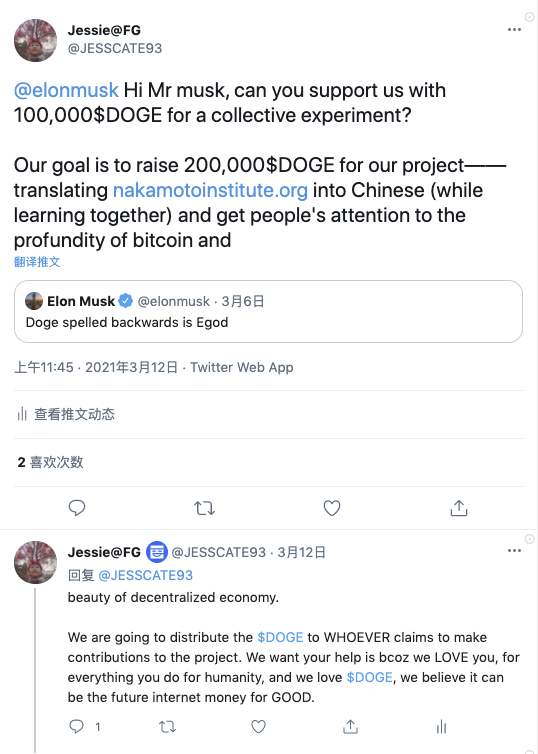 Jessie@FG
@JESSCATE93
@elonmusk Hi Mr musk, can you support us with
100,000$DOGE for a collective experiment?
Our goal is to raise 200,000$DOGE for our project——
translating nakamotoinstitute.org into Chinese (while
learning together) and get people's attention to the
profundity of bitcoin and
翻译推文
Elon Musk @elonmusk · 3月6日
Doge spelled backwards is Egod
上午11:45 · 2021年3月12日 · Twitter Web App
查看推文动态
2 喜欢次数
Jessie@FG @JESSCATE93 · 3月12日
回复 @JESSCATE93
beauty of decentralized economy.
We are going to distribute the $DOGE to WHOEVER claims to make
contributions to the project. We want your help is bcoz we LOVE you, for
everything you do for humanity, and we love $DOGE, we believe it can
be the future internet money for GOOD.
1